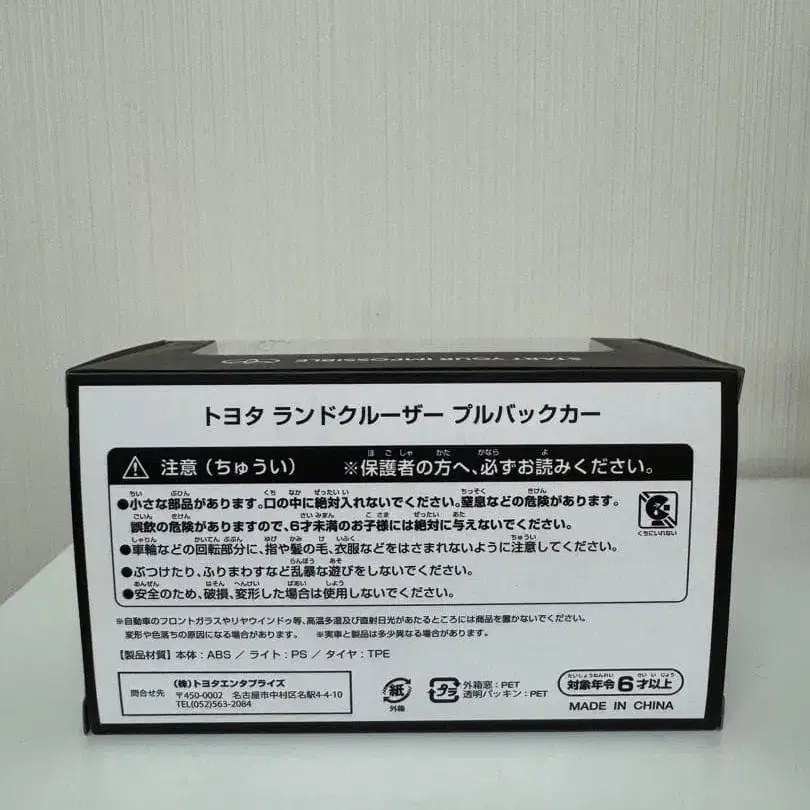 START YOUR IMPOSSIBLE
トヨタ ランドクルーザー プルバックカー
注意(ちゅうい) ※保護者の方へ、必ずお読みください。
●小さな部品があります。口の中に絶対入れないでください。窒息などの危険があります。
誤飲の危険がありますので、6才未満のお子様には絶対に与えないでください。
●車輪などの回転部分に、指や髪の毛、衣服などをはさまれないように注意してください。
●ぶつけたり、ふりまわすなど乱暴な遊びをしないでください。
●安全のため、破損、変形した場合は使用しないでください。
くちにいれない
※自動車のフロントガラスやリヤウインドゥ等、高温多湿及び直射日光があたるところには商品を置かないでください。
変形や色落ちの原因になる場合があります。 ※実車と製品は多少異なる場合があります。
【製品材質】本体:ABS / ライト:PS / タイヤ:TPE
問合せ先
(株)トヨタエンタプライズ
〒450-0002 名古屋市中村区名駅4-4-10
TEL(052)563-2084
紙
外箱
プラ
外箱窓:PET
透明パッキン:PET
たいしょうねんれい さいいじょう
対象年令6才以上
MADE IN CHINA